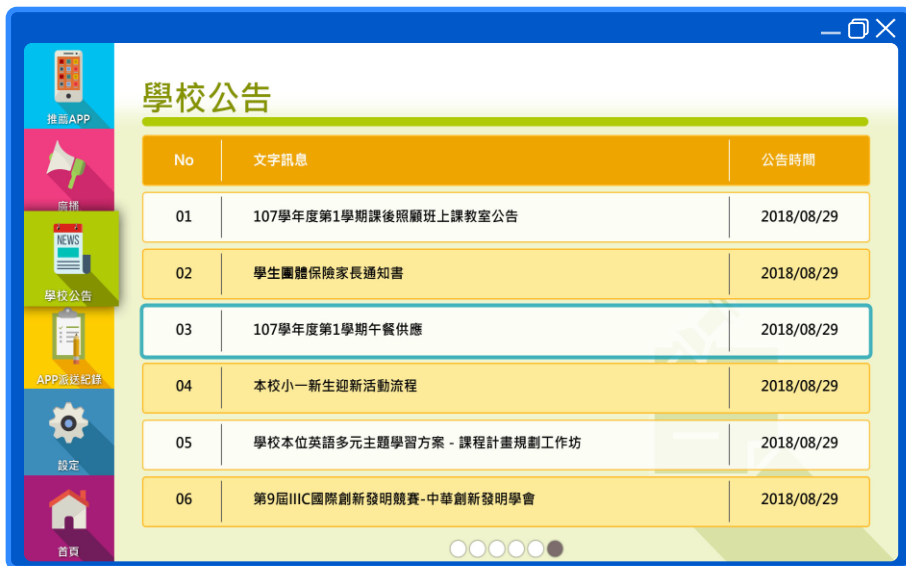 推薦APP
廣播
NEWS
學校公告
APP派送紀錄
設定
首頁
學校公告
No 文字訊息 公告時間
01 107學年度第1學期課後照顧班上課教室公告 2018/08/29
02 學生團體保險家長通知書 2018/08/29
03 107學年度第1學期午餐供應 2018/08/29
04 本校小一新生迎新活動流程 2018/08/29
05 學校本位英語多元主題學習方案 - 課程計畫規劃工作坊 2018/08/29
06 第9屆IIIC國際創新發明競賽-中華創新發明學會 2018/08/29